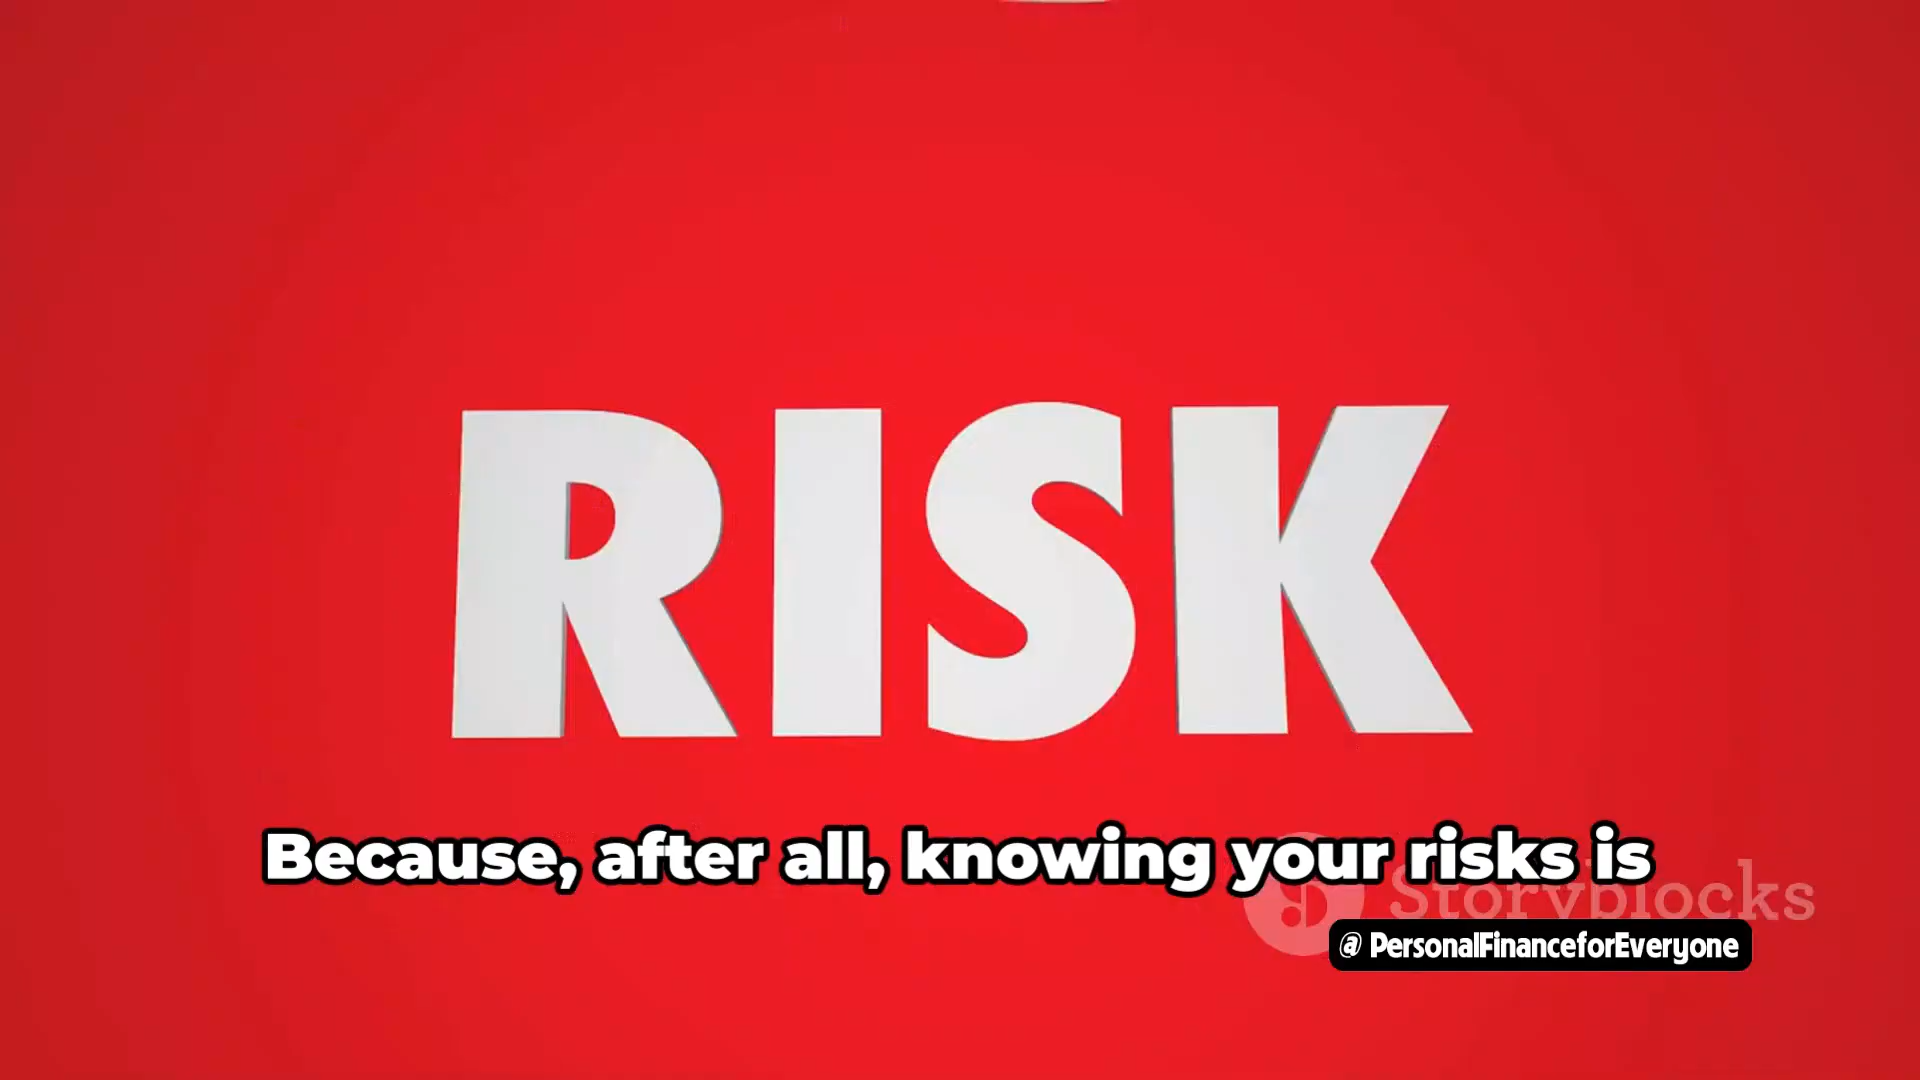 RISK
Because, after all, knowing your risks is
Storyblocks
@ PersonalFinanceforEveryone